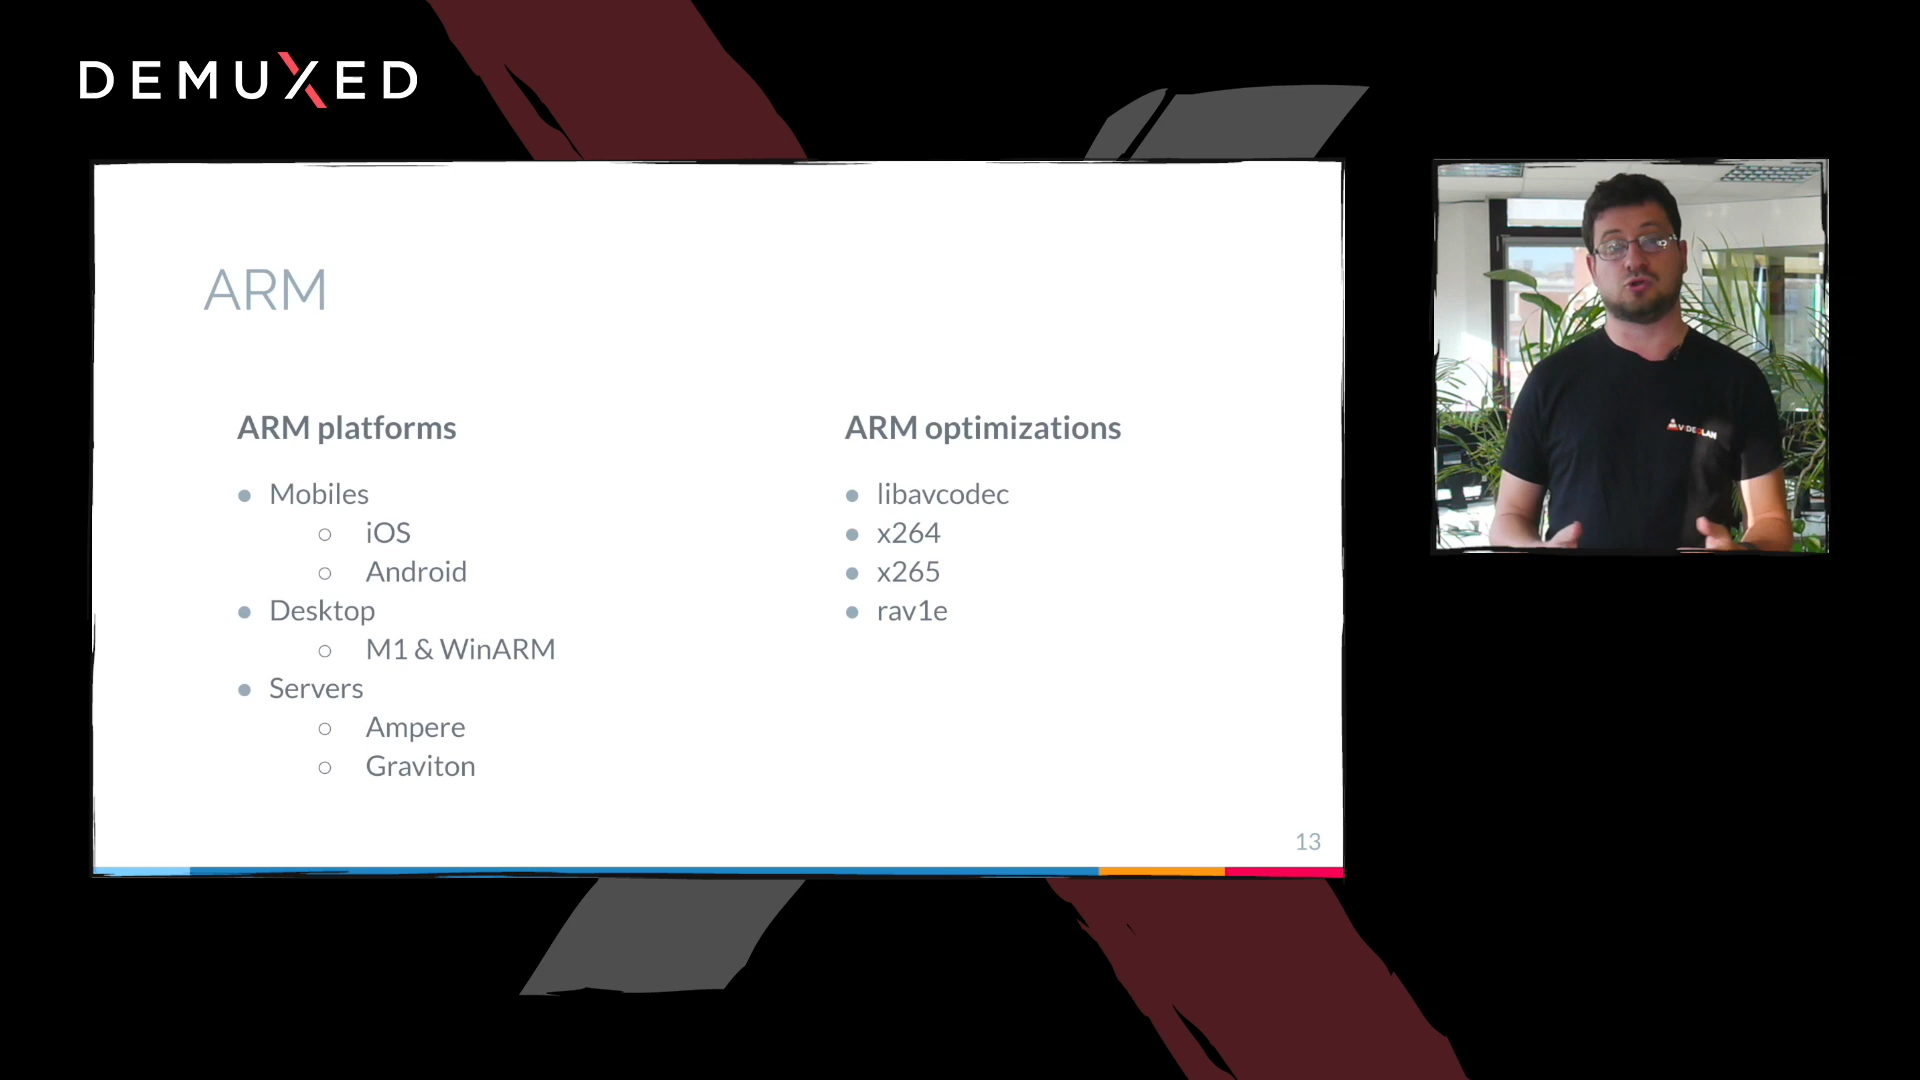 DEMUXED
ARM
ARM platforms
● Mobiles
○ iOS
○ Android
● Desktop
○ M1 & WinARM
● Servers
○ Ampere
○ Graviton
ARM optimizations
● libavcodec
● x264
● x265
● rav1e
13
VIDEOLAN